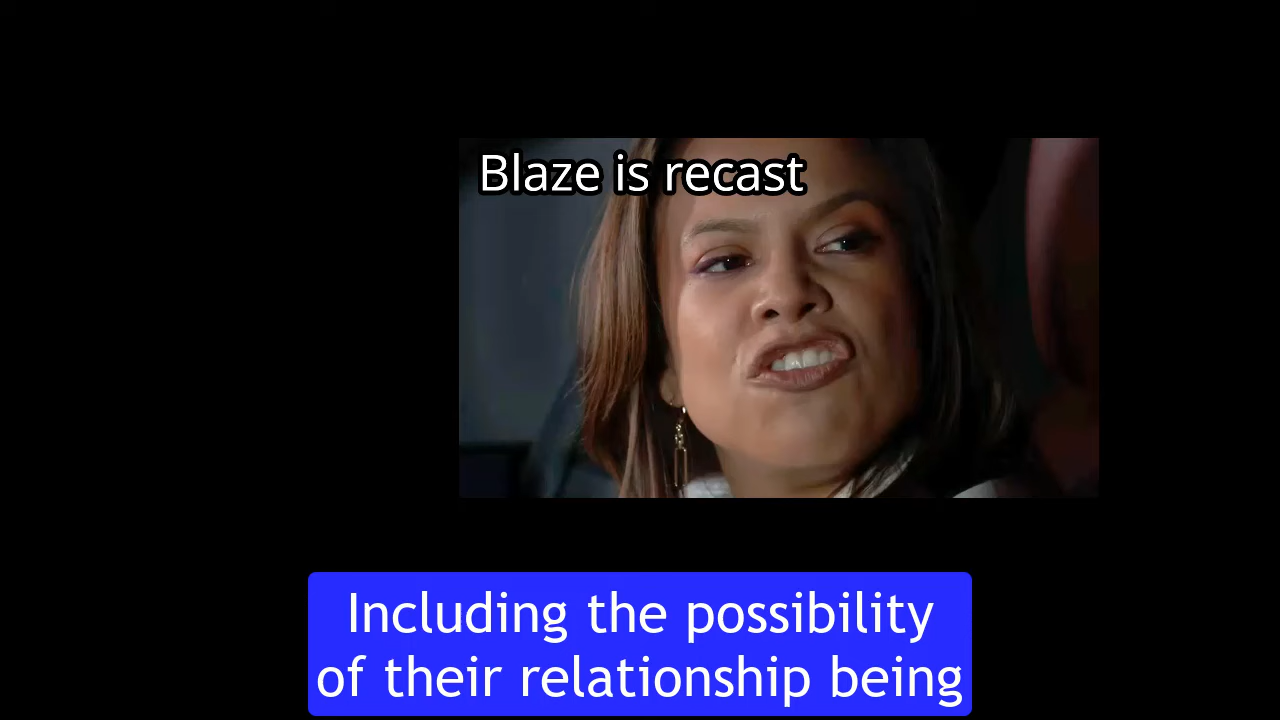 Blaze is recast
Including the possibility
of their relationship being